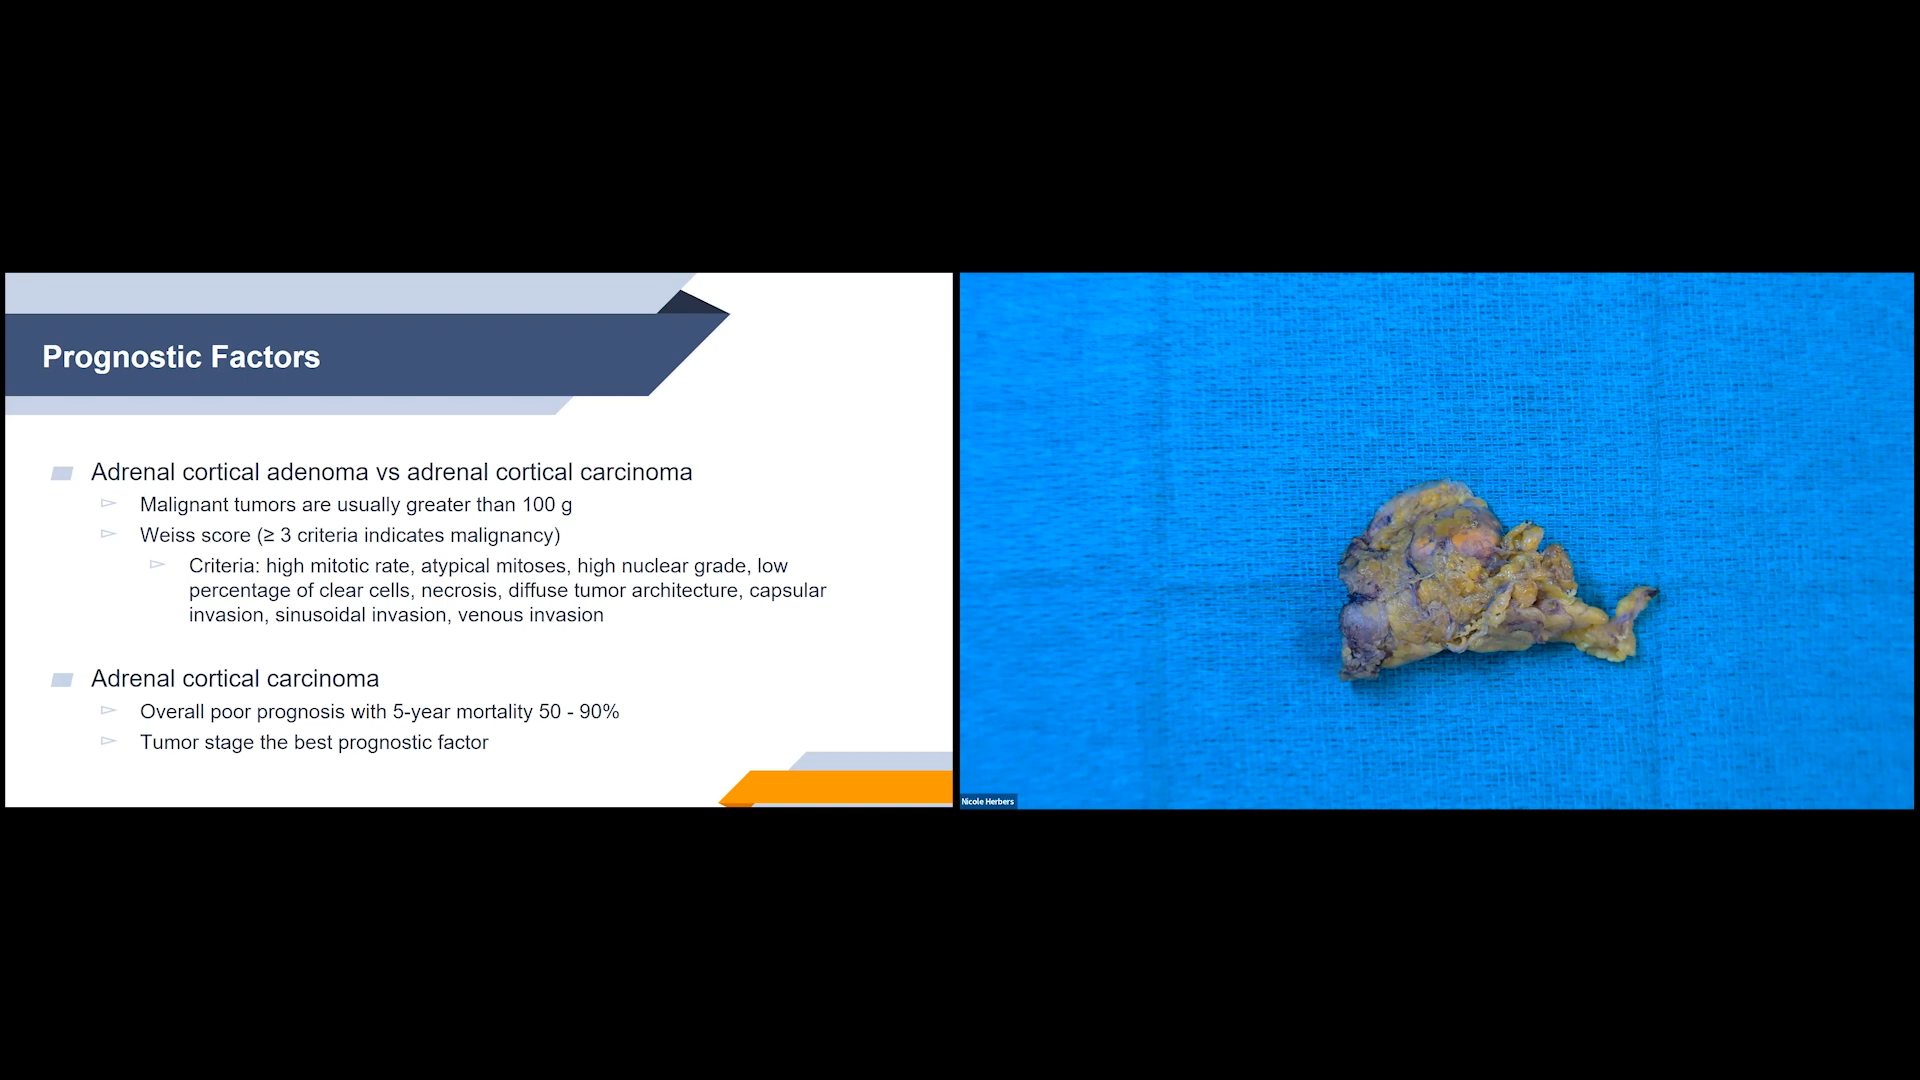 Prognostic Factors
Adrenal cortical adenoma vs adrenal cortical carcinoma
Malignant tumors are usually greater than 100 g
Weiss score (≥ 3 criteria indicates malignancy)
Criteria: high mitotic rate, atypical mitoses, high nuclear grade, low
percentage of clear cells, necrosis, diffuse tumor architecture, capsular
invasion, sinusoidal invasion, venous invasion
Adrenal cortical carcinoma
Overall poor prognosis with 5-year mortality 50 - 90%
Tumor stage the best prognostic factor
Nicole Herbers